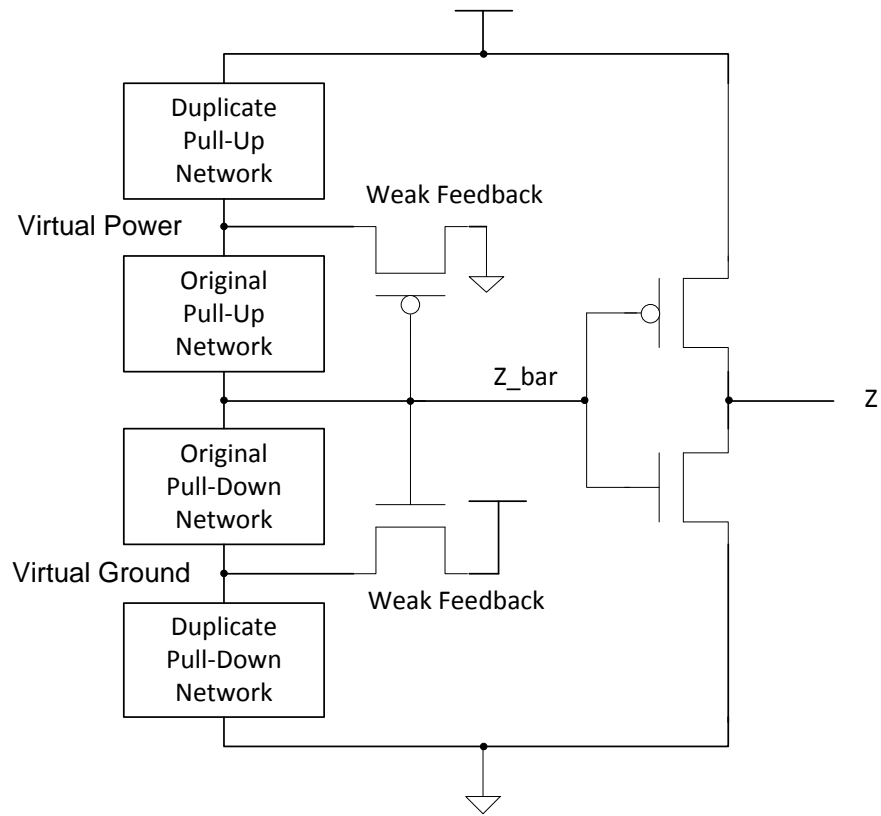 Duplicate
Pull-Up
Network
Weak Feedback
Virtual Power
Original
Pull-Up
Network
Z_bar
Z
Original
Pull-Down
Network
Virtual Ground
Weak Feedback
Duplicate
Pull-Down
Network